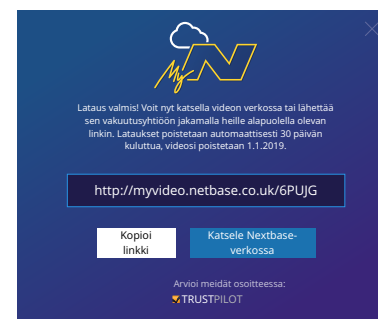 MyN
Lataus valmis! Voit nyt katsella videon verkossa tai lähettää
sen vakuutusyhtiöön jakamalla heille alapuolella olevan
linkin. Lataukset poistetaan automaattisesti 30 päivän
kuluttua, videosi poistetaan 1.1.2019.
http://myvideo.netbase.co.uk/6PUJG
Kopioi
linkki
Katsele Nextbase-
verkossa
Arvioi meidät osoitteessa:
TRUSTPILOT